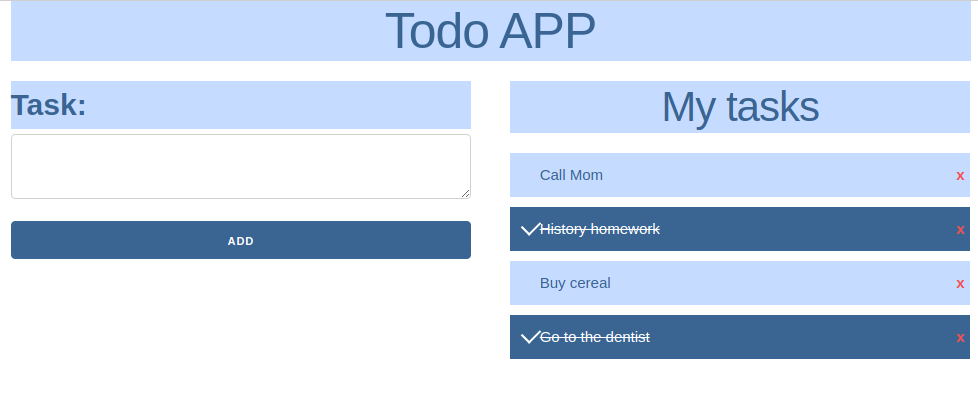 Todo APP
Task:
ADD
My tasks
Call Mom x
History homework x
Buy cereal x
Go to the dentist x